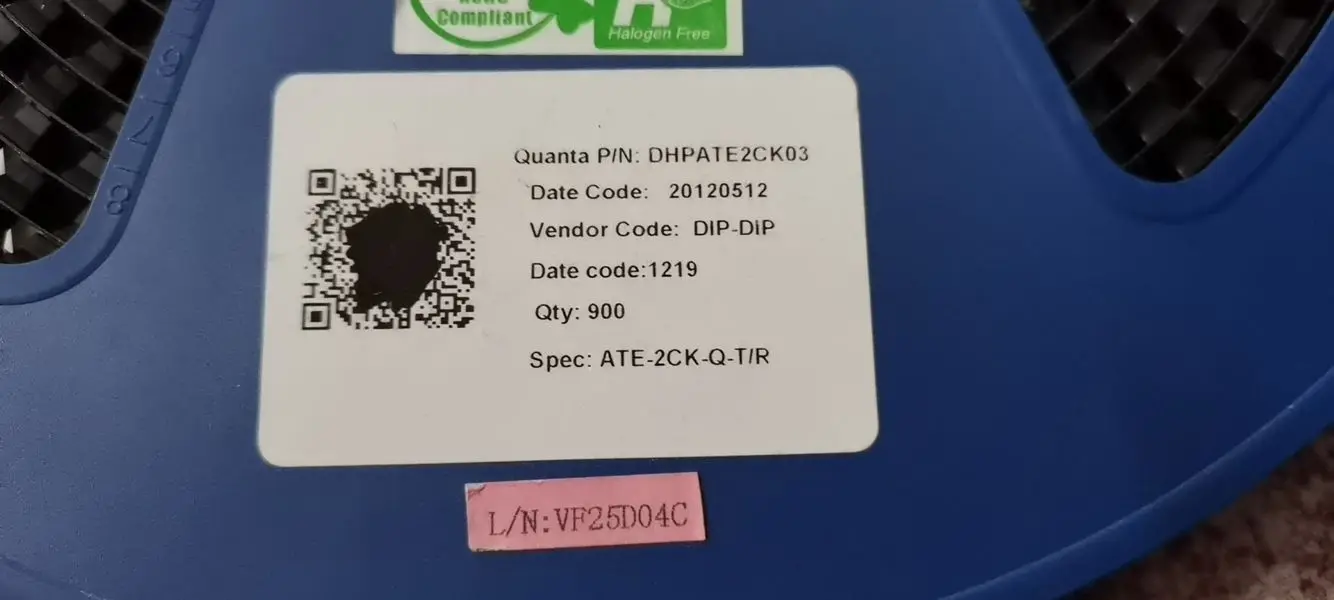 Compliant
Halogen Free
Quanta P/N: DHPATE2CK03
Date Code: 20120512
Vendor Code: DIP-DiP
Date code:1219
Qty: 900
Spec: ATE-2CK-Q-T/R
L/N:VF25D04C